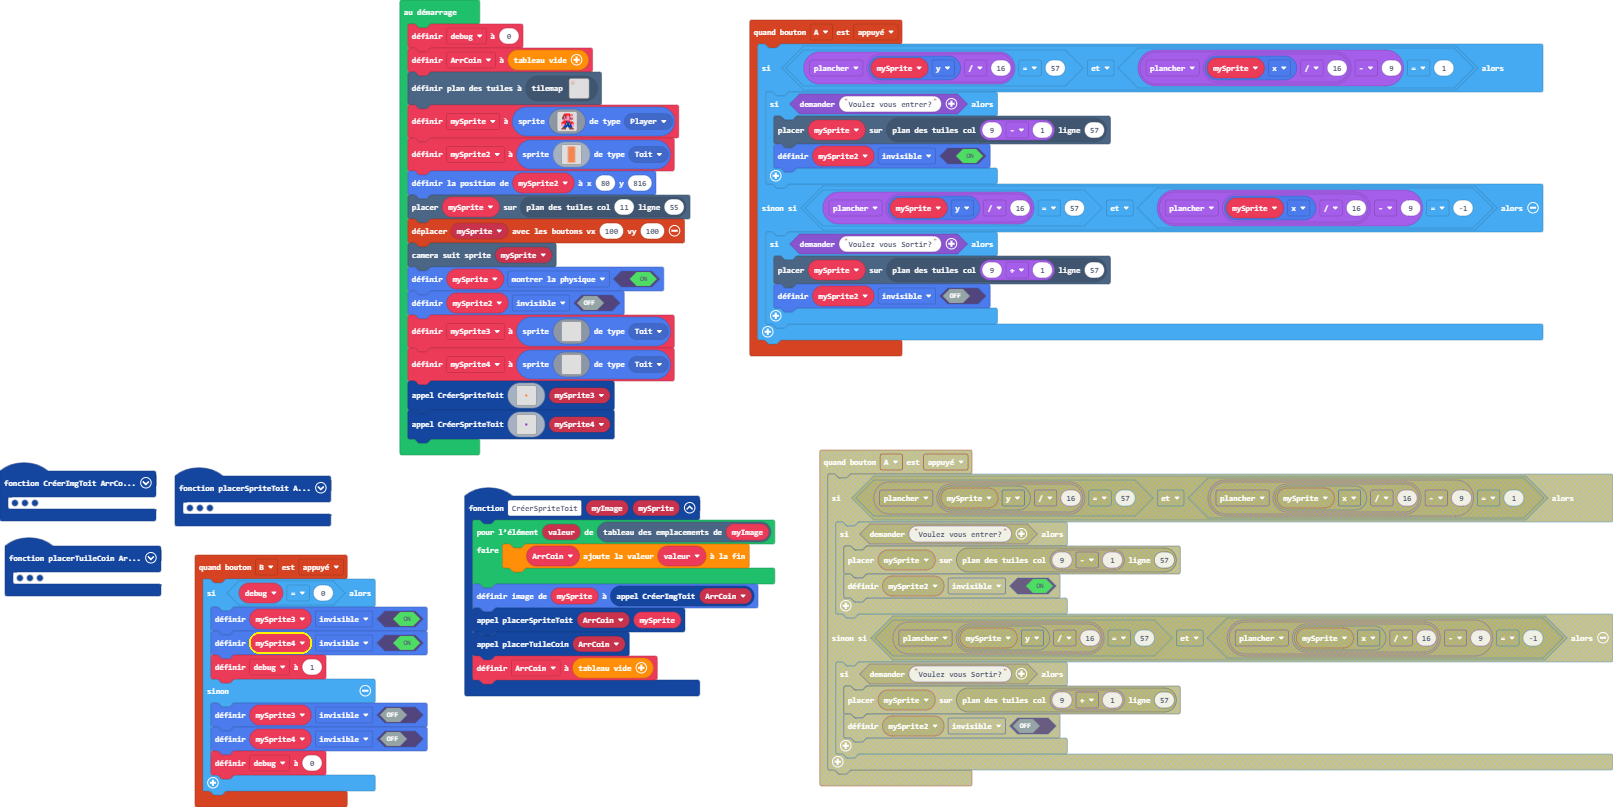 au démarrage
définir debug à 0
définir ArrCoin à tableau vide
définir plan des tuiles à tilemap
définir mySprite à sprite de type Player
définir mySprite2 à sprite de type Toit
définir la position de mySprite2 à x 80 y 816
placer mySprite sur plan des tuiles col 11 ligne 55
déplacer mySprite avec les boutons vx 100 vy 100
camera suit sprite mySprite
définir mySprite montrer la physique ON
définir mySprite2 invisible OFF
définir mySprite3 à sprite de type Toit
définir mySprite4 à sprite de type Toit
appel CréerSpriteToit mySprite3
appel CréerSpriteToit mySprite4
quand bouton A est appuyé
si plancher mySprite y / 16 = 57 et plancher mySprite x / 16 - 9 = 1 alors
si demander "Voulez vous entrer?" alors
placer mySprite sur plan des tuiles col 9 - 1 ligne 57
définir mySprite2 invisible ON
sinon si plancher mySprite y / 16 = 57 et plancher mySprite x / 16 - 9 = -1 alors
si demander "Voulez vous Sortir?" alors
placer mySprite sur plan des tuiles col 9 + 1 ligne 57
définir mySprite2 invisible OFF
fonction CréerImgToit ArrCo...
fonction placerSpriteToit A...
fonction placerTuileCoin Ar...
quand bouton B est appuyé
si debug = 0 alors
définir mySprite3 invisible ON
définir mySprite4 invisible ON
définir debug à 1
sinon
définir mySprite3 invisible OFF
définir mySprite4 invisible OFF
définir debug à 0
fonction CréerSpriteToit myImage mySprite
pour l'élément valeur de tableau des emplacements de myImage
faire ArrCoin ajoute la valeur valeur à la fin
définir image de mySprite à appel CréerImgToit ArrCoin
appel placerSpriteToit ArrCoin mySprite
appel placerTuileCoin ArrCoin
définir ArrCoin à tableau vide
quand bouton A est appuyé
si plancher mySprite y / 16 = 57 et plancher mySprite x / 16 - 9 = 1 alors
si demander "Voulez vous entrer?" alors
placer mySprite sur plan des tuiles col 9 - 1 ligne 57
définir mySprite2 invisible ON
sinon si plancher mySprite y / 16 = 57 et plancher mySprite x / 16 - 9 = -1 alors
si demander "Voulez vous Sortir?" alors
placer mySprite sur plan des tuiles col 9 + 1 ligne 57
définir mySprite2 invisible OFF